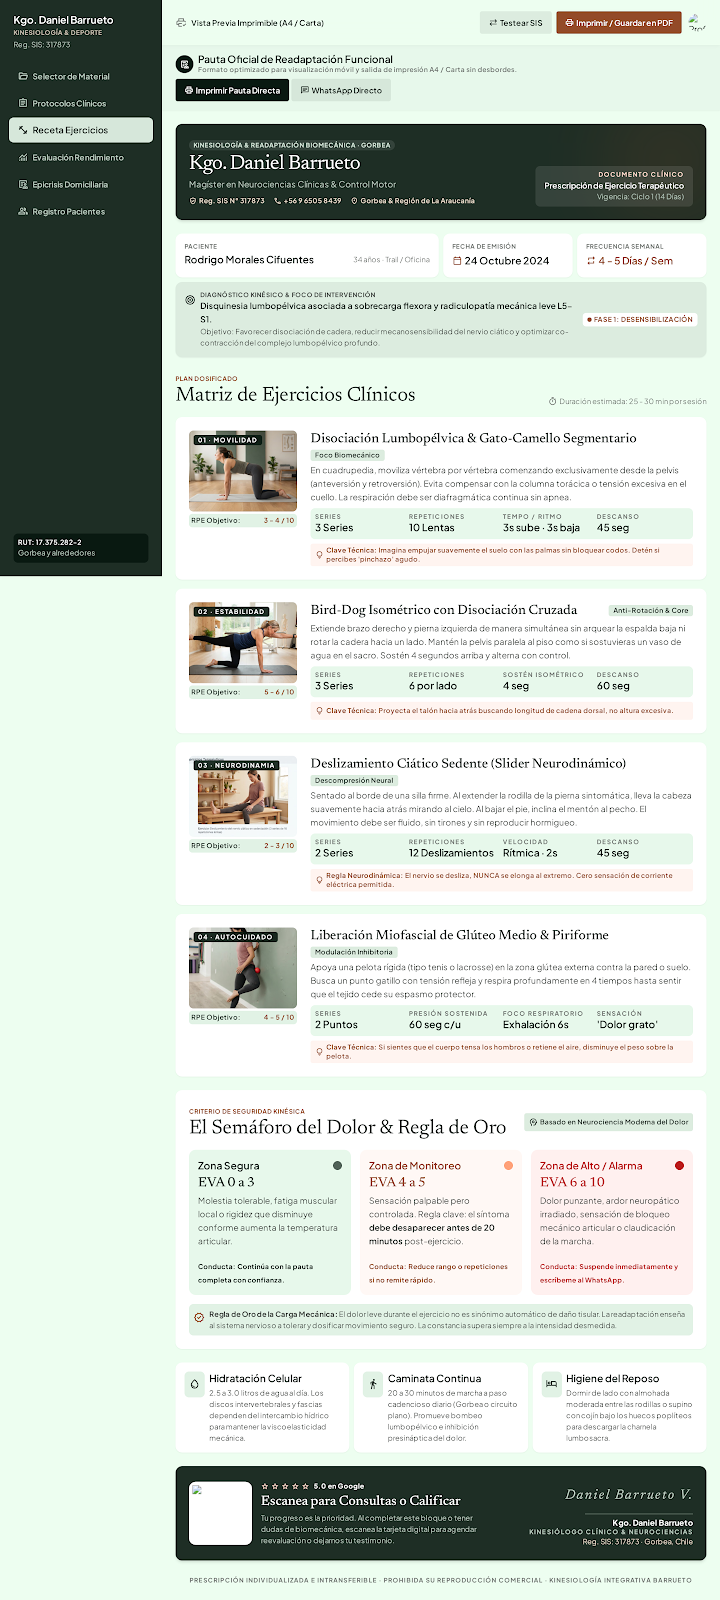 Kgo. Daniel Barrueto
KINESIOLOGÍA & DEPORTE
Reg. SIS: 317873
Selector de Material
Protocolos Clínicos
Receta Ejercicios
Evaluación Rendimiento
Epicrisis Domiciliaria
Registro Pacientes
RUT: 17.375.282-2
Gorbea y alrededores
Vista Previa Imprimible (A4 / Carta)
Testear SIS
Imprimir / Guardar en PDF
Pauta Oficial de Readaptación Funcional
Formato optimizado para visualización móvil y salida de impresión A4 / Carta sin desbordes.
Imprimir Pauta Directa
WhatsApp Directo
KINESIOLOGÍA & READAPTACIÓN BIOMECÁNICA · GORBEA
Kgo. Daniel Barrueto
Magíster en Neurociencias Clínicas & Control Motor
Reg. SIS N° 317873
+56 9 6505 8439
Gorbea & Región de La Araucanía
DOCUMENTO CLÍNICO
Prescripción de Ejercicio Terapéutico
Vigencia: Ciclo 1 (14 Días)
PACIENTE
Rodrigo Morales Cifuentes
34 años · Trail / Oficina
FECHA DE EMISIÓN
24 Octubre 2024
FRECUENCIA SEMANAL
4 - 5 Días / Sem
DIAGNÓSTICO KINÉSICO & FOCO DE INTERVENCIÓN
Disquinesia lumbopélvica asociada a sobrecarga flexora y radiculopatía mecánica leve L5-
S1.
Objetivo: Favorecer disociación de cadera, reducir mecanosensibilidad del nervio ciático y optimizar co-
contracción del complejo lumbopélvico profundo.
FASE 1: DESENSIBILIZACIÓN
PLAN DOSIFICADO
Matriz de Ejercicios Clínicos
Duración estimada: 25 - 30 min por sesión
01 · MOVILIDAD
RPE Objetivo:
3 - 4 / 10
Disociación Lumbopélvica & Gato-Camello Segmentario
Foco Biomecánico
En cuadrupedia, moviliza vértebra por vértebra comenzando exclusivamente desde la pelvis
(anteversión y retroversión). Evita compensar con la columna torácica o tensión excesiva en el
cuello. La respiración debe ser diafragmática continua sin apnea.
SERIES
REPETICIONES
TEMPO / RITMO
DESCANSO
3 Series
10 Lentas
3s sube · 3s baja
45 seg
Clave Técnica: Imagina empujar suavemente el suelo con las palmas sin bloquear codos. Detén si
percibes 'pinchazo' agudo.
02 · ESTABILIDAD
RPE Objetivo:
5 - 6 / 10
Bird-Dog Isométrico con Disociación Cruzada
Anti-Rotación & Core
Extiende brazo derecho y pierna izquierda de manera simultánea sin arquear la espalda baja ni
rotar la cadera hacia un lado. Mantén la pelvis paralela al piso como si sostuvieras un vaso de
agua en el sacro. Sostén 4 segundos arriba y alterna con control.
SERIES
REPETICIONES
SOSTÉN ISOMÉTRICO
DESCANSO
3 Series
6 por lado
4 seg
60 seg
Clave Técnica: Proyecta el talón hacia atrás buscando longitud de cadena dorsal, no altura excesiva.
03 · NEURODINAMIA
RPE Objetivo:
2 - 3 / 10
Deslizamiento Ciático Sedente (Slider Neurodinámico)
Descompresión Neural
Sentado al borde de una silla firme. Al extender la rodilla de la pierna sintomática, lleva la cabeza
suavemente hacia atrás mirando al cielo. Al bajar el pie, inclina el mentón al pecho. El
movimiento debe ser fluido, sin tirones y sin reproducir hormigueo.
SERIES
REPETICIONES
VELOCIDAD
DESCANSO
2 Series
12 Deslizamientos
Rítmica · 2s
45 seg
Regla Neurodinámica: El nervio se desliza, NUNCA se elonga al extremo. Cero sensación de corriente
eléctrica permitida.
04 · AUTOCUIDADO
RPE Objetivo:
4 - 5 / 10
Liberación Miofascial de Glúteo Medio & Piriforme
Modulación Inhibitoria
Apoya una pelota rígida (tipo tenis o lacrosse) en la zona glútea externa contra la pared o suelo.
Busca un punto gatillo con tensión refleja y respira profundamente en 4 tiempos hasta sentir
que el tejido cede su espasmo protector.
SERIES
PRESIÓN SOSTENIDA
FOCO RESPIRATORIO
SENSACIÓN
2 Puntos
60 seg c/u
Exhalación 6s
'Dolor grato'
Clave Técnica: Si sientes que el cuerpo tensa los hombros o retiene el aire, disminuye el peso sobre la
pelota.
CRITERIO DE SEGURIDAD KINÉSICA
El Semáforo del Dolor & Regla de Oro
Basado en Neurociencia Moderna del Dolor
Zona Segura
EVA 0 a 3
Molestia tolerable, fatiga muscular
local o rigidez que disminuye
conforme aumenta la temperatura
articular.
Conducta: Continúa con la pauta
completa con confianza.
Zona de Monitoreo
EVA 4 a 5
Sensación palpable pero
controlada. Regla clave: el síntoma
debe desaparecer antes de 20
minutos post-ejercicio.
Conducta: Reduce rango o repeticiones
si no remite rápido.
Zona de Alto / Alarma
EVA 6 a 10
Dolor punzante, ardor neuropático
irradiado, sensación de bloqueo
mecánico articular o claudicación
de la marcha.
Conducta: Suspende inmediatamente y
escríbeme al WhatsApp.
Regla de Oro de la Carga Mecánica: El dolor leve durante el ejercicio no es sinónimo automático de daño tisular. La readaptación enseña
al sistema nervioso a tolerar y dosificar movimiento seguro. La constancia supera siempre a la intensidad desmedida.
Hidratación Celular
2.5 a 3.0 litros de agua al día. Los
discos intervertebrales y fascias
dependen del intercambio hídrico
para mantener la viscoelasticidad
mecánica.
Caminata Continua
20 a 30 minutos de marcha a paso
cadencioso diario (Gorbea o circuito
plano). Promueve bombeo
lumbopélvico e inhibición
presináptica del dolor.
Higiene del Reposo
Dormir de lado con almohada
moderada entre las rodillas o supino
con cojín bajo los huecos poplíteos
para descargar la charnela
lumbosacra.
5.0 en Google
Escanea para Consultas o Calificar
Tu progreso es la prioridad. Al completar este bloque o tener
dudas de biomecánica, escanea la tarjeta digital para agendar
reevaluación o dejarnos tu testimonio.
Daniel Barrueto V.
Kgo. Daniel Barrueto
KINESIÓLOGO CLÍNICO & NEUROCIENCIAS
Reg. SIS: 317873 · Gorbea, Chile
PRESCRIPCIÓN INDIVIDUALIZADA E INTRANSFERIBLE · PROHIBIDA SU REPRODUCCIÓN COMERCIAL · KINESIOLOGÍA INTEGRATIVA BARRUETO